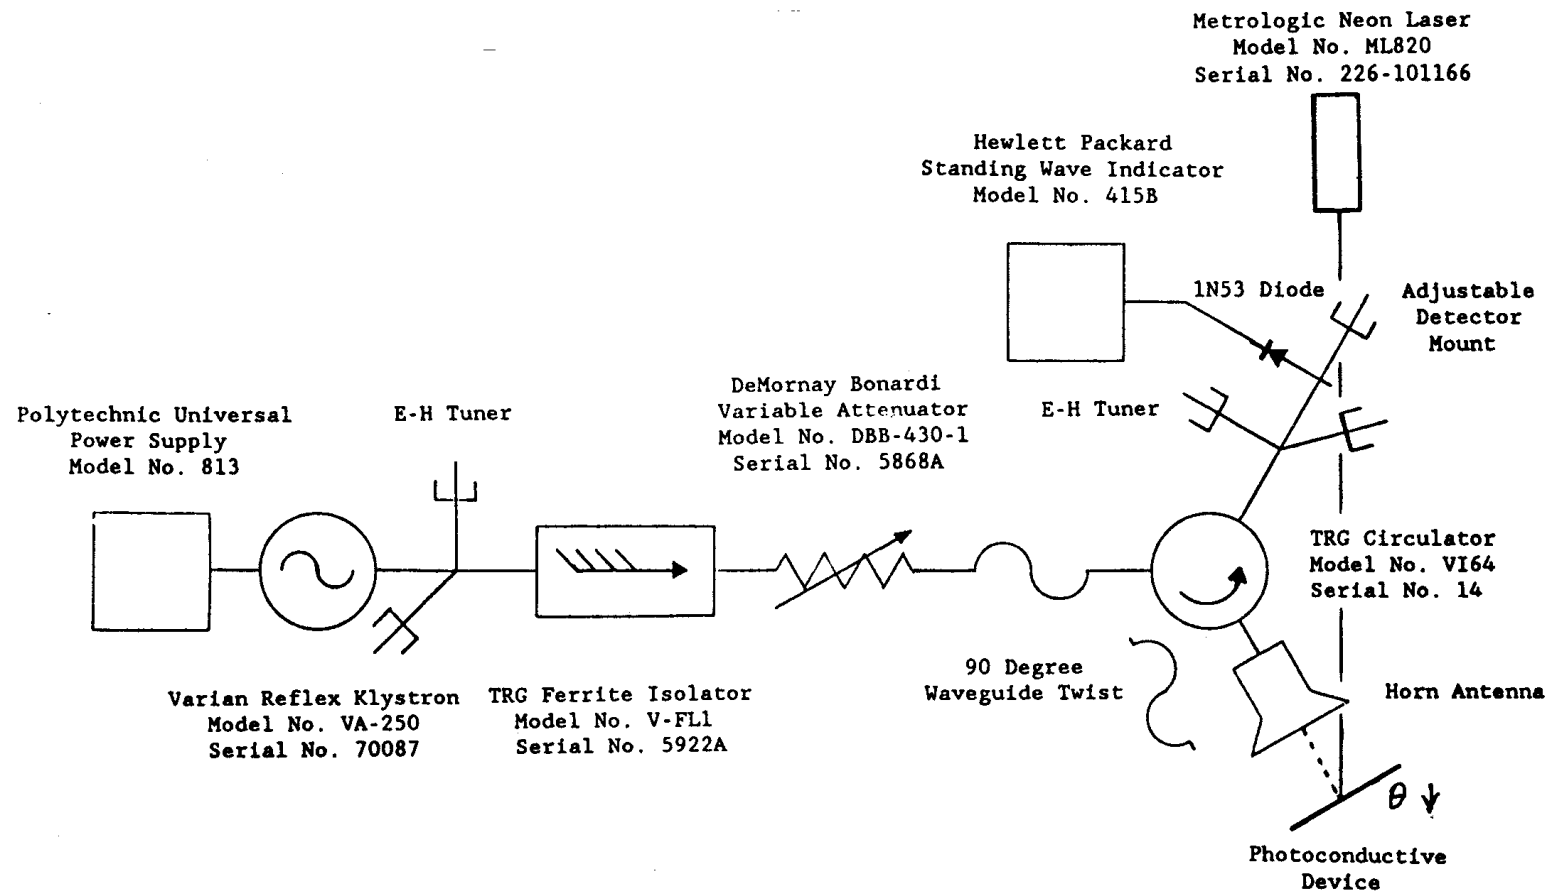 Metrologic Neon Laser
Model No. ML820
Serial No. 226-101166
Hewlett Packard
Standing Wave Indicator
Model No. 415B
1N53 Diode
Adjustable
Detector
Mount
DeMornay Bonardi
Variable Attenuator
Model No. DBB-430-1
Serial No. 5868A
E-H Tuner
Polytechnic Universal
Power Supply
Model No. 813
E-H Tuner
TRG Circulator
Model No. VI64
Serial No. 14
90 Degree
Waveguide Twist
Horn Antenna
Varian Reflex Klystron
Model No. VA-250
Serial No. 70087
TRG Ferrite Isolator
Model No. V-FL1
Serial No. 5922A
θ
Photoconductive
Device